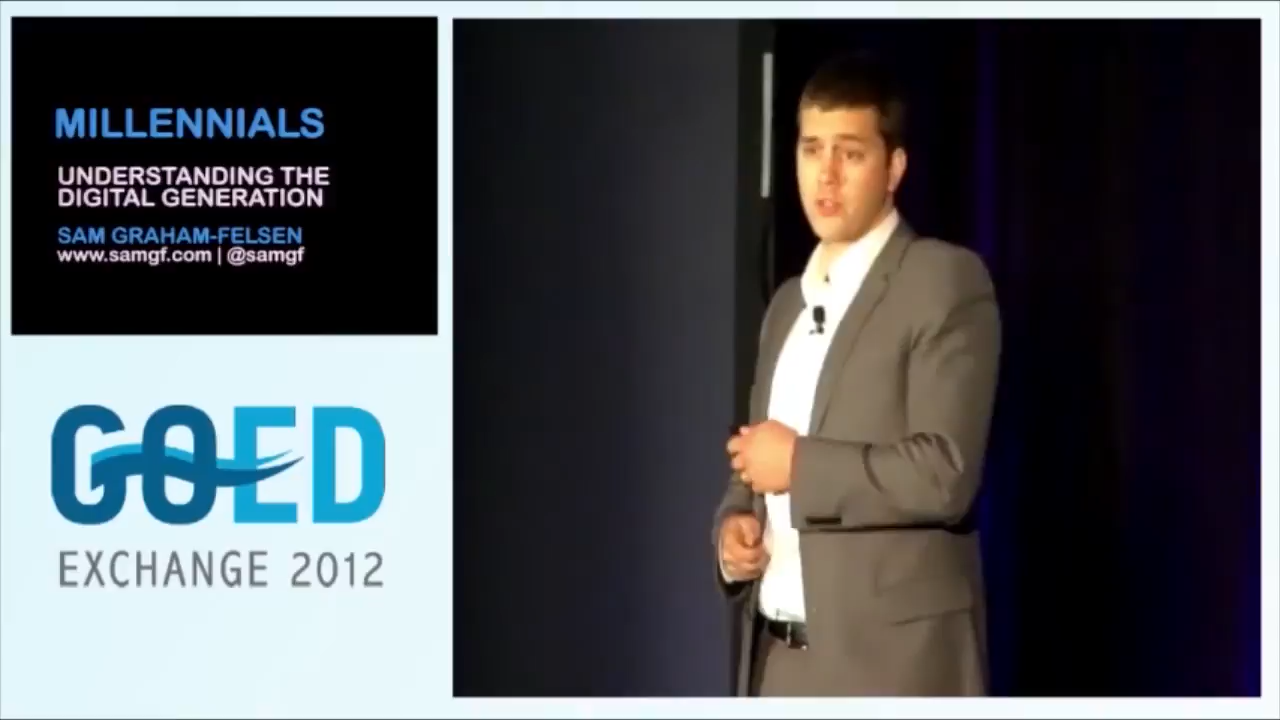 MILLENNIALS
UNDERSTANDING THE
DIGITAL GENERATION
SAM GRAHAM-FELSEN
www.samgf.com | @samgf
GOED
EXCHANGE 2012